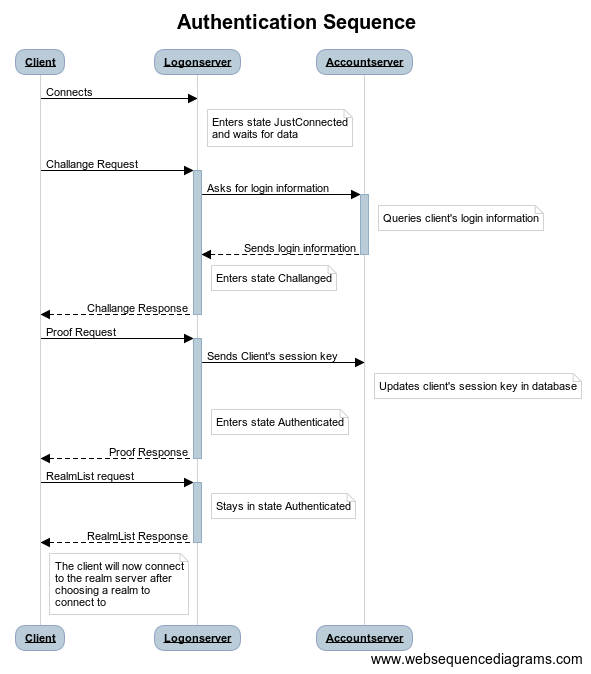 Authentication Sequence
Client
Logonserver
Accountserver
Connects
Enters state JustConnected
and waits for data
Challange Request
Asks for login information
Queries client's login information
Sends login information
Enters state Challanged
Challange Response
Proof Request
Sends Client's session key
Updates client's session key in database
Enters state Authenticated
Proof Response
RealmList request
Stays in state Authenticated
RealmList Response
The client will now connect
to the realm server after
choosing a realm to
connect to
Client
Logonserver
Accountserver
www.websequencediagrams.com